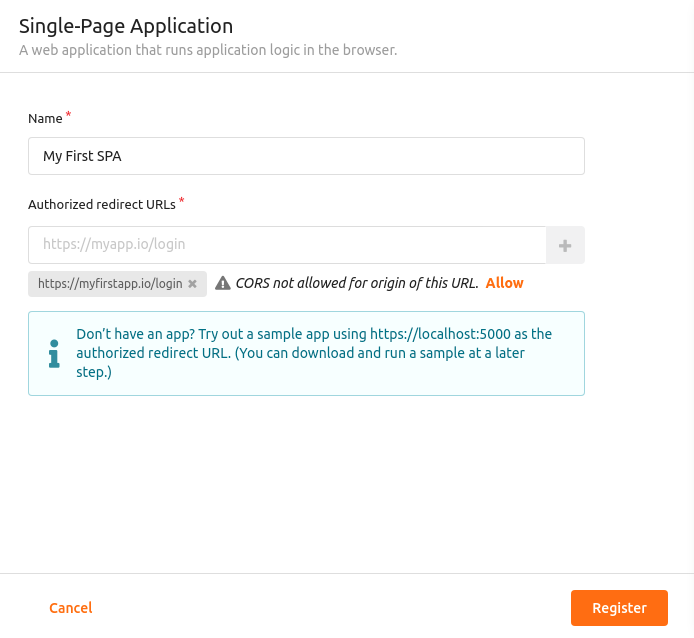 Single-Page Application
A web application that runs application logic in the browser.
Name *
My First SPA
Authorized redirect URLs *
https://myapp.io/login
https://myfirstapp.io/login CORS not allowed for origin of this URL. Allow
Don’t have an app? Try out a sample app using https://localhost:5000 as the
authorized redirect URL. (You can download and run a sample at a later
step.)
Cancel Register